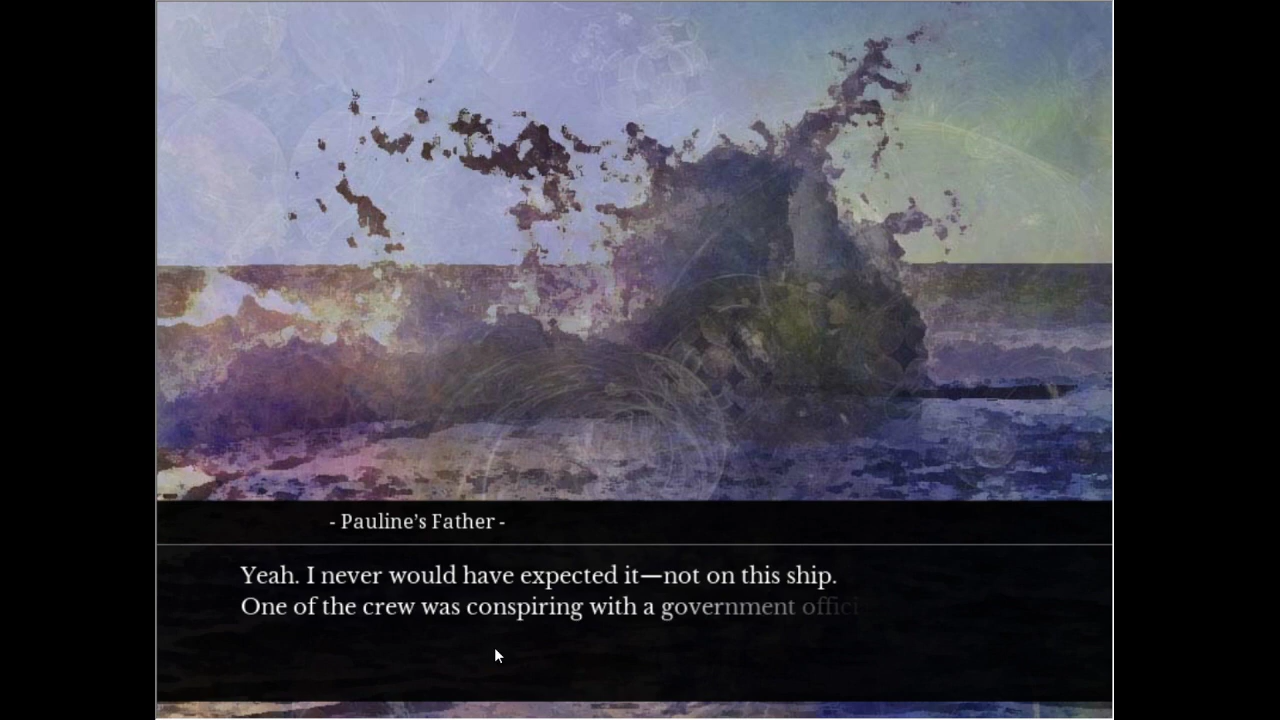 - Pauline’s Father -
Yeah. I never would have expected it—not on this ship.
One of the crew was conspiring with a government offici